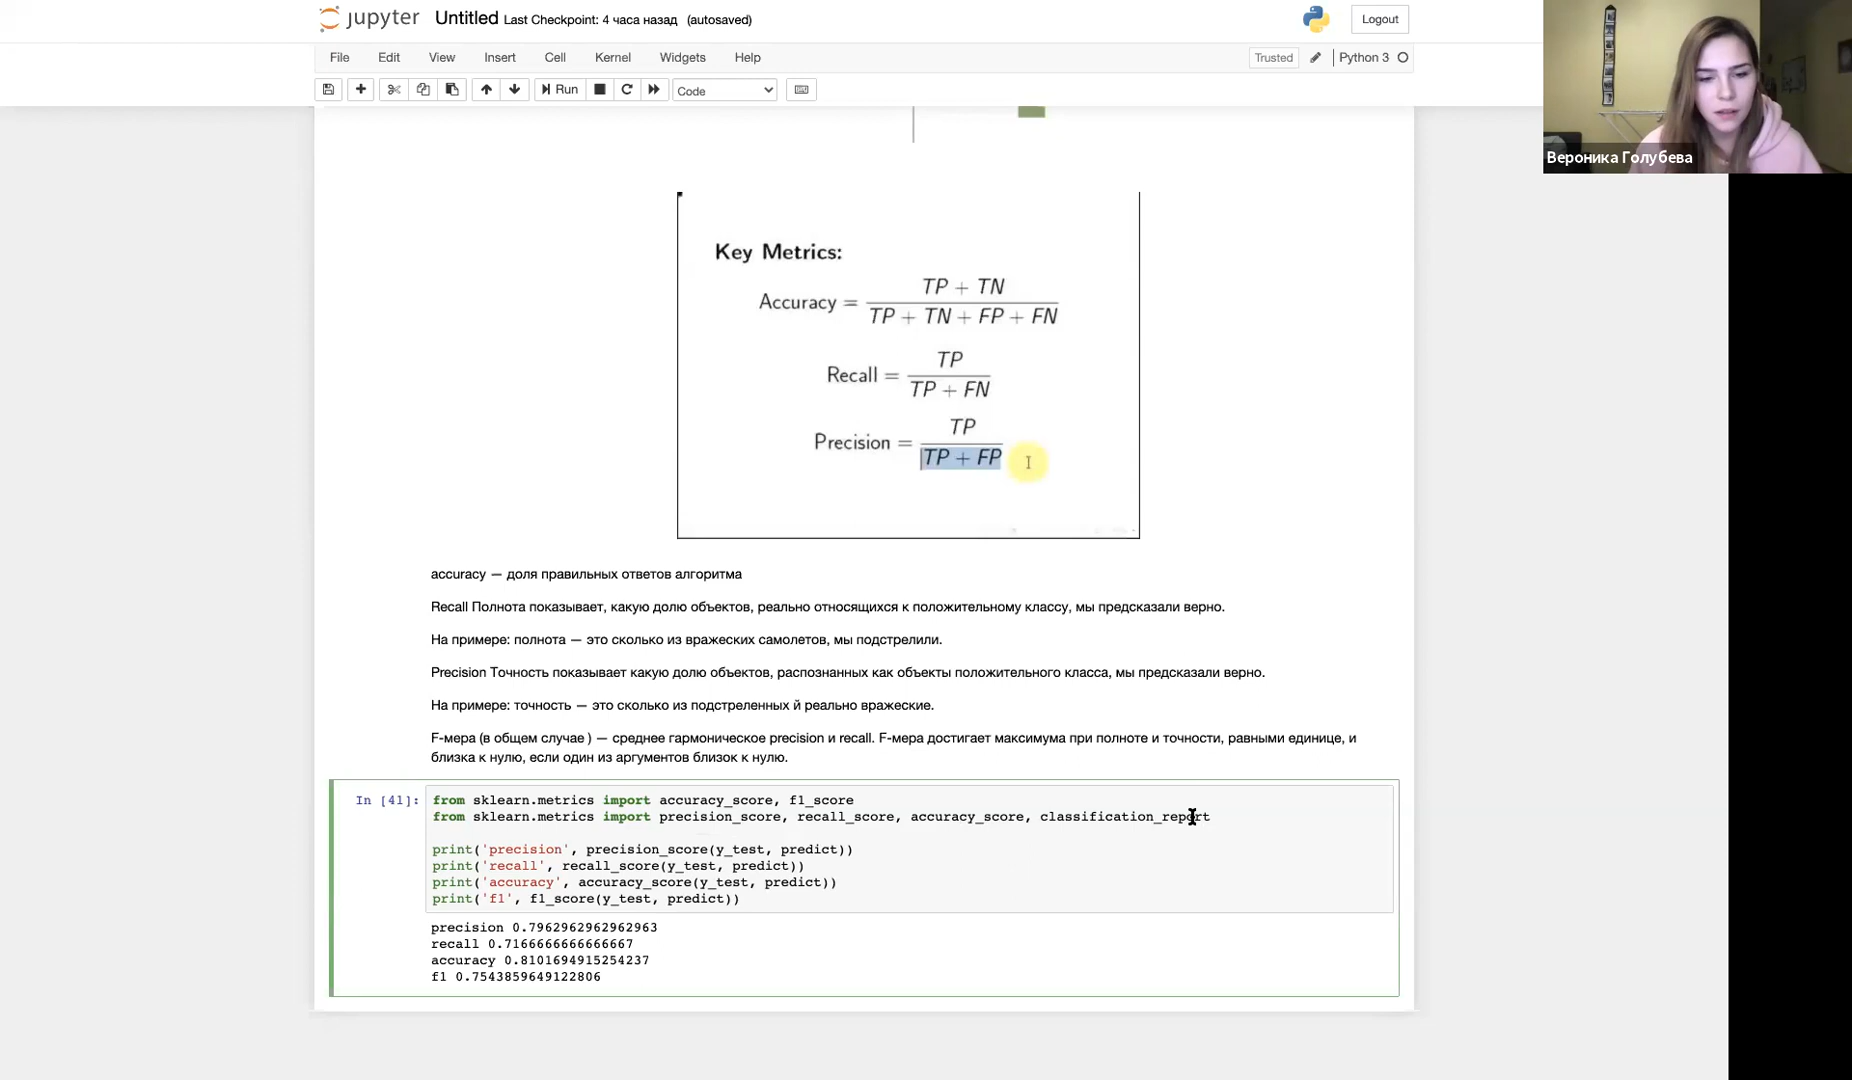 jupyter Untitled Last Checkpoint: 4 часа назад (autosaved)
Logout
File Edit View Insert Cell Kernel Widgets Help
Trusted Python 3
Run Code
Вероника Голубева
Key Metrics:
Accuracy = TP + TN
TP + TN + FP + FN
Recall = TP
TP + FN
Precision = TP
TP + FP
accuracy — доля правильных ответов алгоритма
Recall Полнота показывает, какую долю объектов, реально относящихся к положительному классу, мы предсказали верно.
На примере: полнота — это сколько из вражеских самолетов, мы подстрелили.
Precision Точность показывает какую долю объектов, распознанных как объекты положительного класса, мы предсказали верно.
На примере: точность — это сколько из подстреленных й реально вражеские.
F-мера (в общем случае ) — среднее гармоническое precision и recall. F-мера достигает максимума при полноте и точности, равными единице, и
близка к нулю, если один из аргументов близок к нулю.
In [41]:
from sklearn.metrics import accuracy_score, f1_score
from sklearn.metrics import precision_score, recall_score, accuracy_score, classification_report
print('precision', precision_score(y_test, predict))
print('recall', recall_score(y_test, predict))
print('accuracy', accuracy_score(y_test, predict))
print('f1', f1_score(y_test, predict))
precision 0.7962962962962963
recall 0.7166666666666667
accuracy 0.8101694915254237
f1 0.7543859649122806